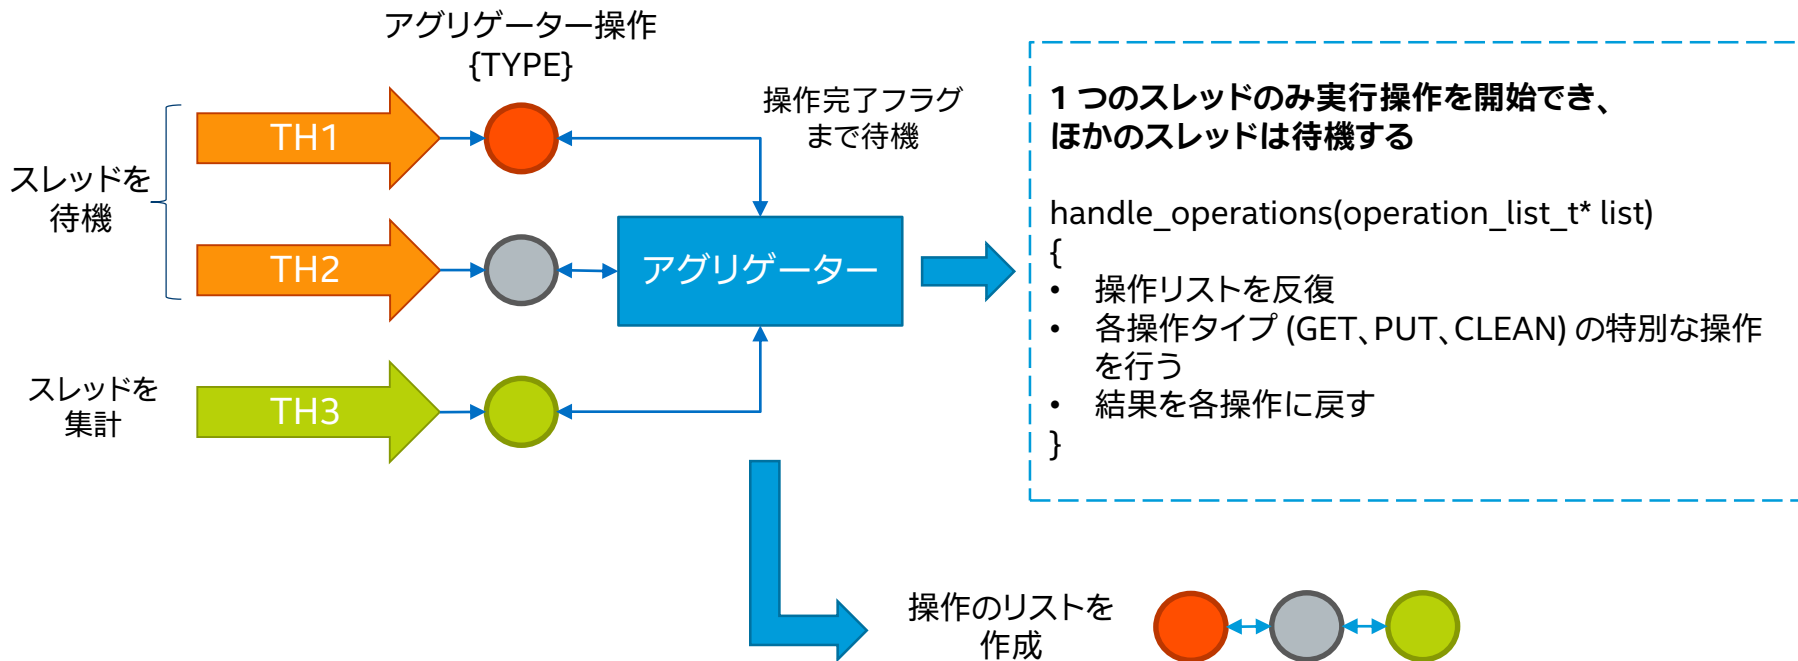 アグリゲーター操作
{TYPE}
操作完了フラグ
まで待機
スレッドを
待機
TH1
TH2
アグリゲーター
スレッドを
集計
TH3
1 つのスレッドのみ実行操作を開始でき、
ほかのスレッドは待機する
handle_operations(operation_list_t* list)
{
• 操作リストを反復
• 各操作タイプ (GET、PUT、CLEAN) の特別な操作
を行う
• 結果を各操作に戻す
}
操作のリストを
作成